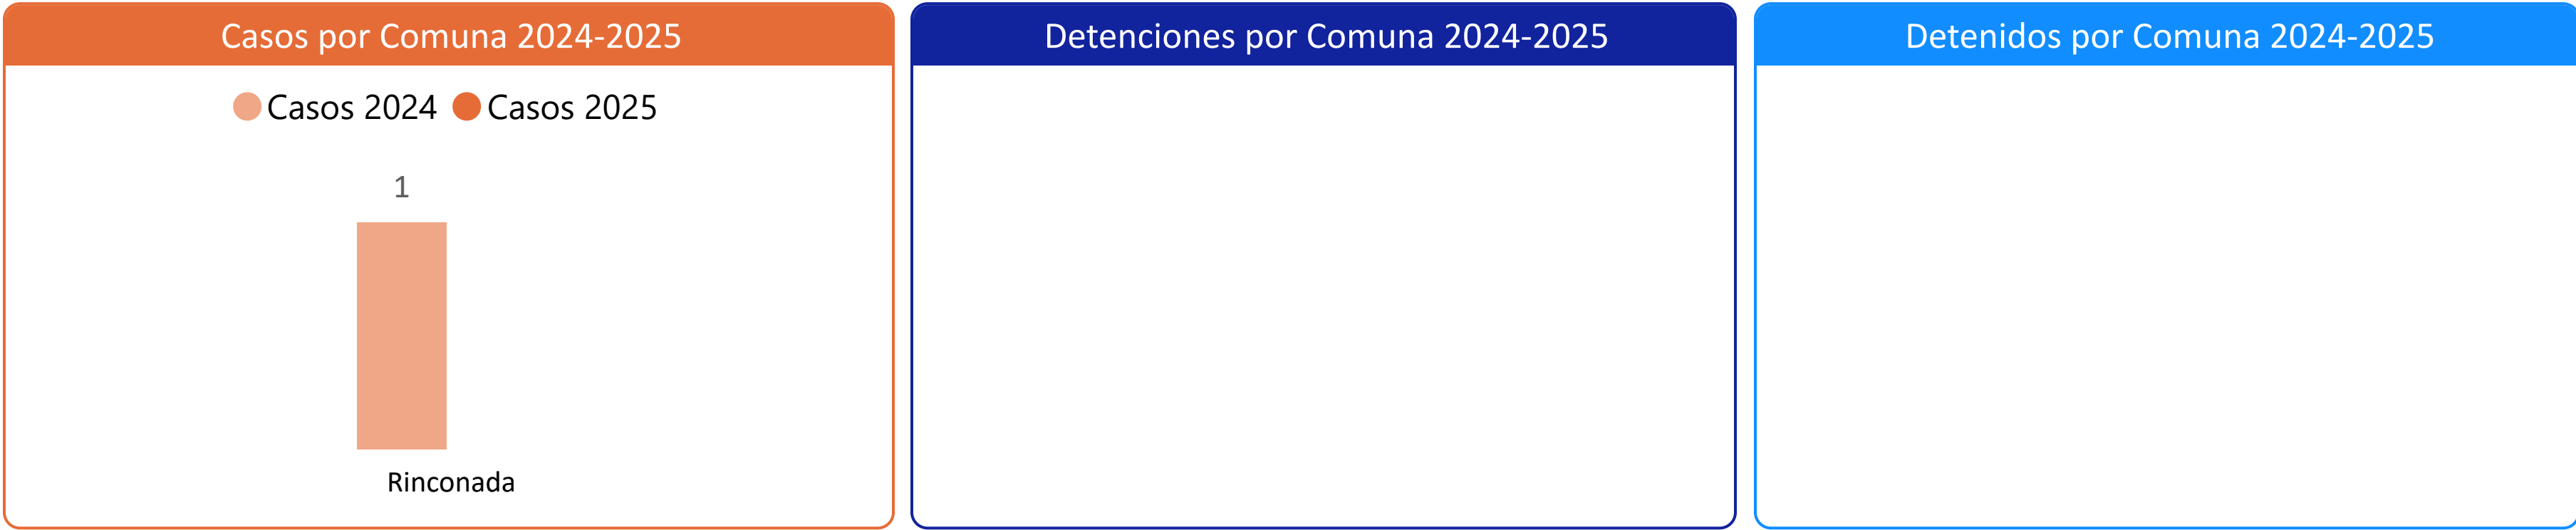 Casos por Comuna 2024-2025
Casos 2024 Casos 2025
1
Rinconada
Detenciones por Comuna 2024-2025
Detenidos por Comuna 2024-2025